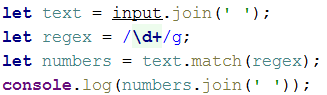 let text = input.join(' ');
let regex = /\d+/g;
let numbers = text.match(regex);
console.log(numbers.join(' '));